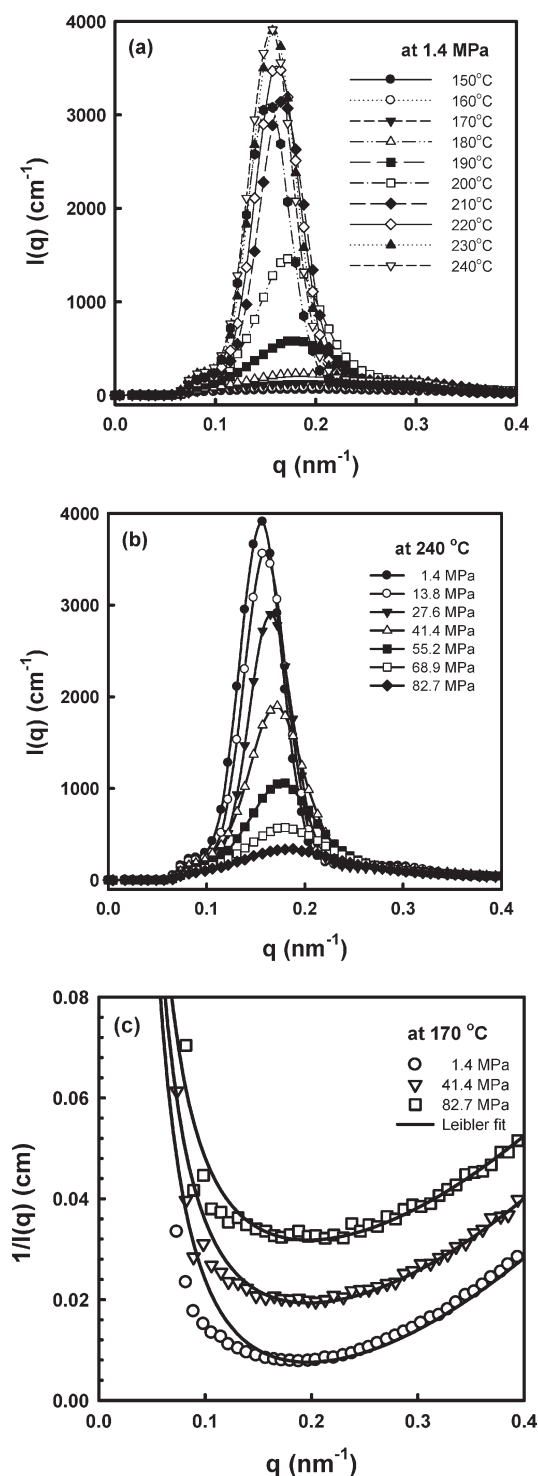 (a)
at 1.4 MPa
150°C
160°C
170°C
180°C
190°C
200°C
210°C
220°C
230°C
240°C
I(q) (cm⁻¹)
4000
3000
2000
1000
0
0.0 0.1 0.2 0.3 0.4
q (nm⁻¹)
(b)
at 240 °C
1.4 MPa
13.8 MPa
27.6 MPa
41.4 MPa
55.2 MPa
68.9 MPa
82.7 MPa
I(q) (cm⁻¹)
4000
3000
2000
1000
0
0.0 0.1 0.2 0.3 0.4
q (nm⁻¹)
(c)
at 170 °C
1.4 MPa
41.4 MPa
82.7 MPa
Leibler fit
1/I(q) (cm)
0.08
0.06
0.04
0.02
0.00
0.0 0.1 0.2 0.3 0.4
q (nm⁻¹)